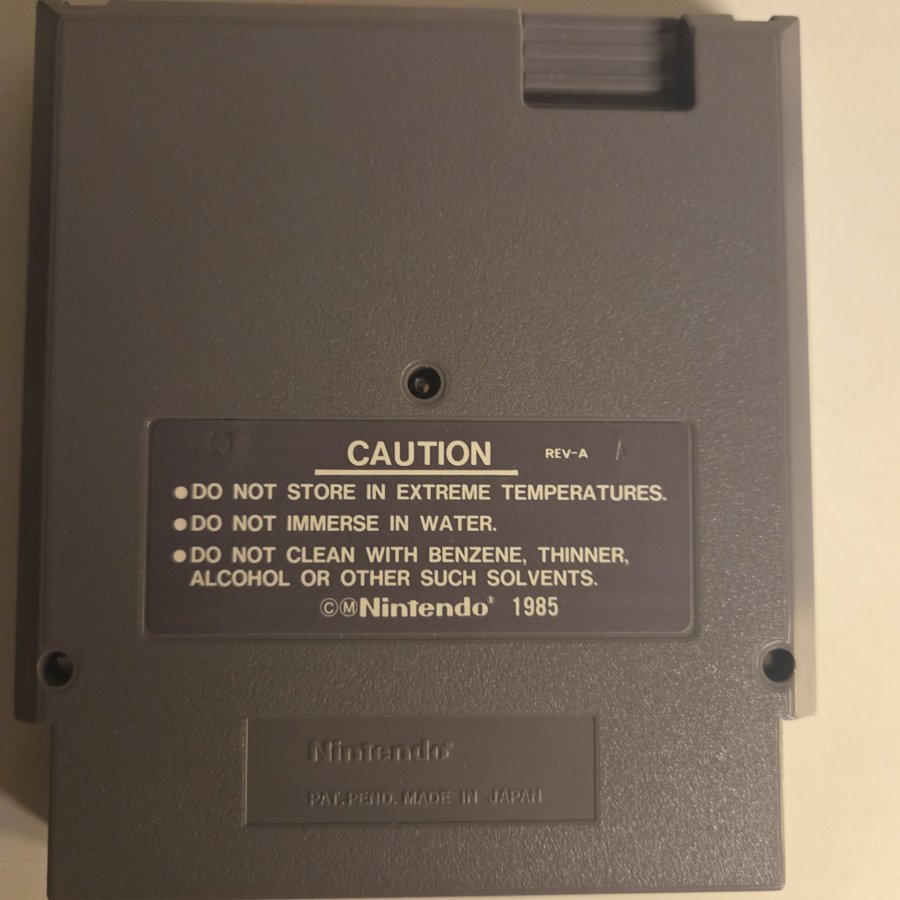 CAUTION REV-A A
●DO NOT STORE IN EXTREME TEMPERATURES.
●DO NOT IMMERSE IN WATER.
●DO NOT CLEAN WITH BENZENE, THINNER,
ALCOHOL OR OTHER SUCH SOLVENTS.
©Ⓜ Nintendo® 1985
Nintendo®
PAT. PEND. MADE IN JAPAN